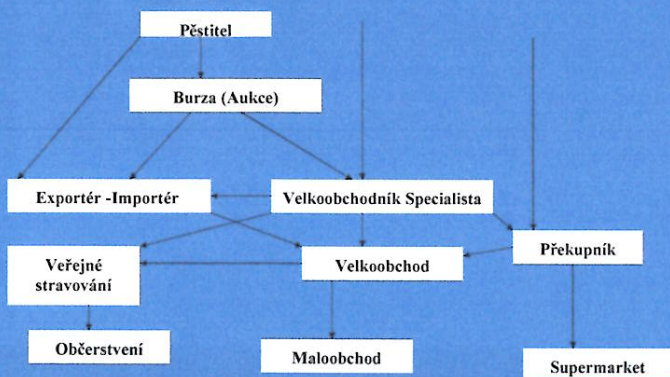 Pěstitel
Burza (Aukce)
Exportér -Importér
Velkoobchodník Specialista
Veřejné
stravování
Velkoobchod
Překupník
Občerstvení
Maloobchod
Supermarket